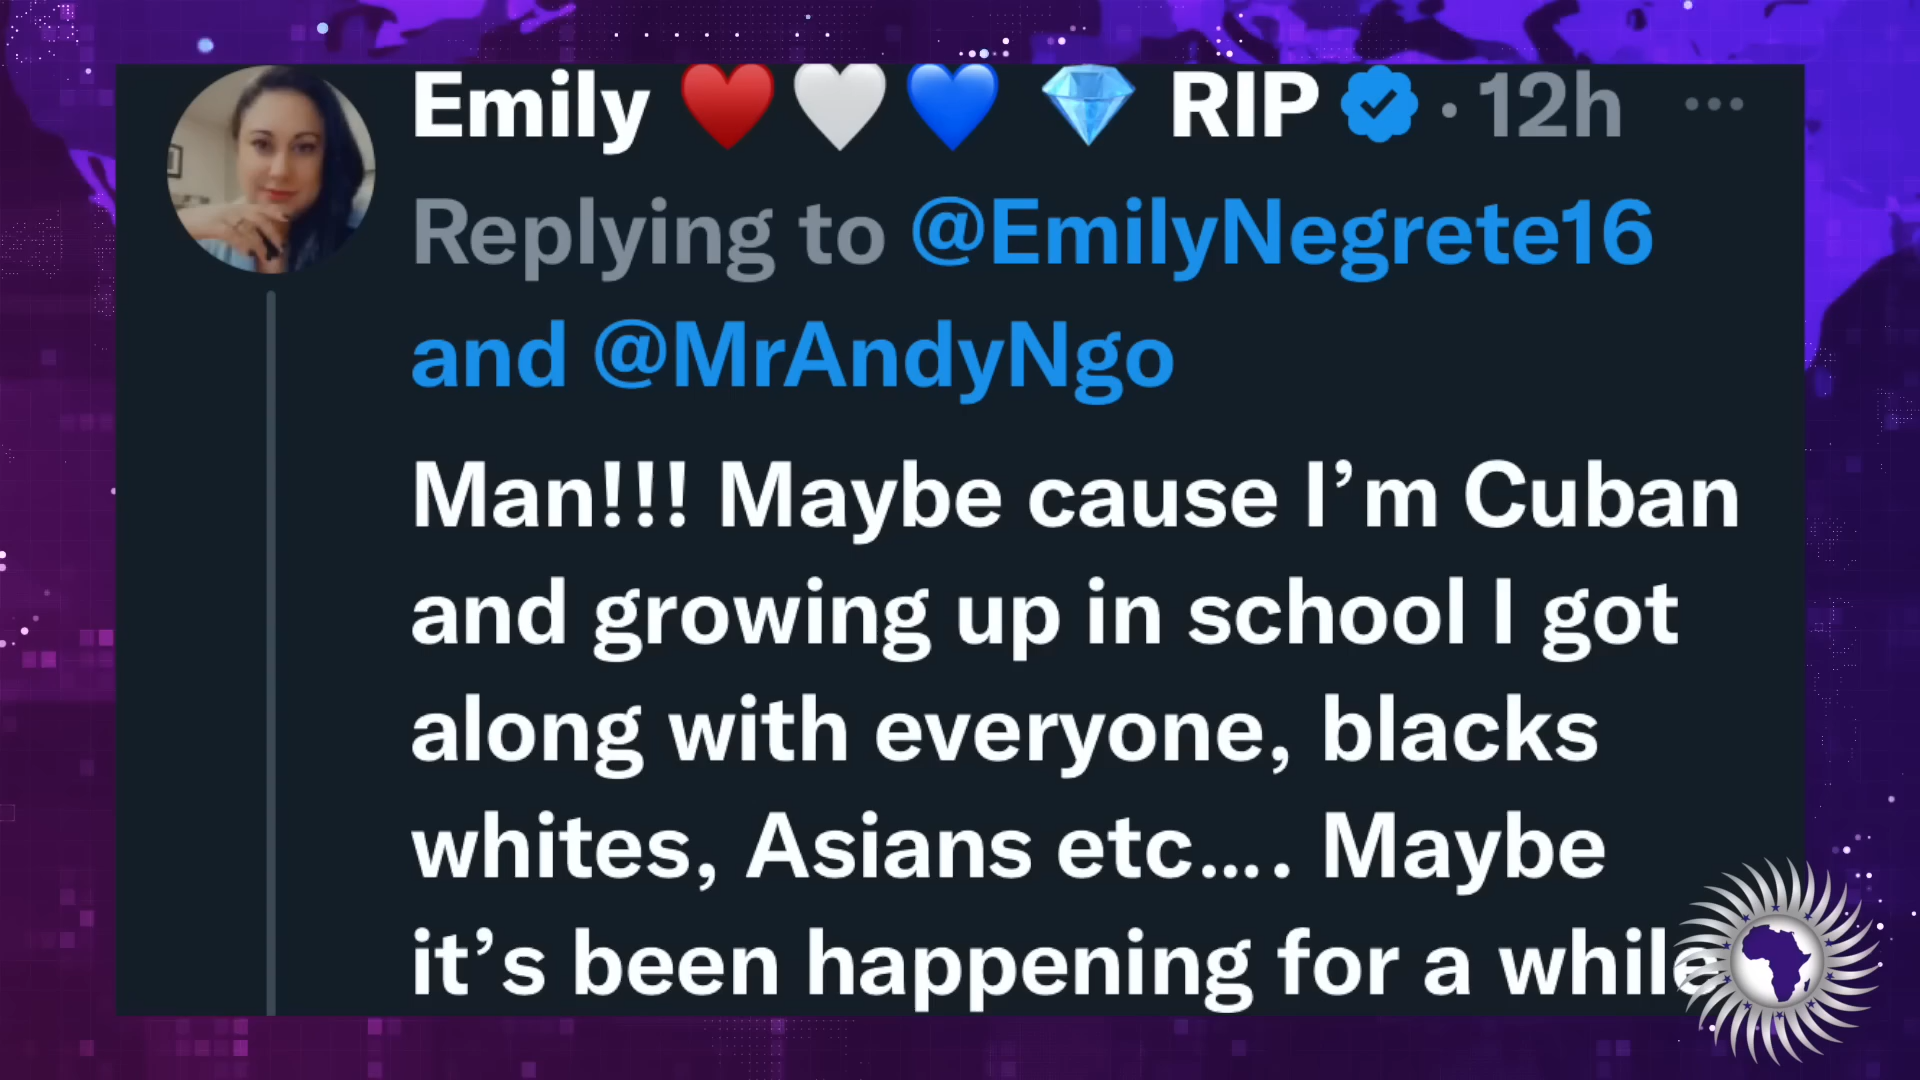 Emily ❤️🤍💙 💎 RIP · 12h ...
Replying to @EmilyNegrete16
and @MrAndyNgo
Man!!! Maybe cause I’m Cuban
and growing up in school I got
along with everyone, blacks
whites, Asians etc.... Maybe
it’s been happening for a while